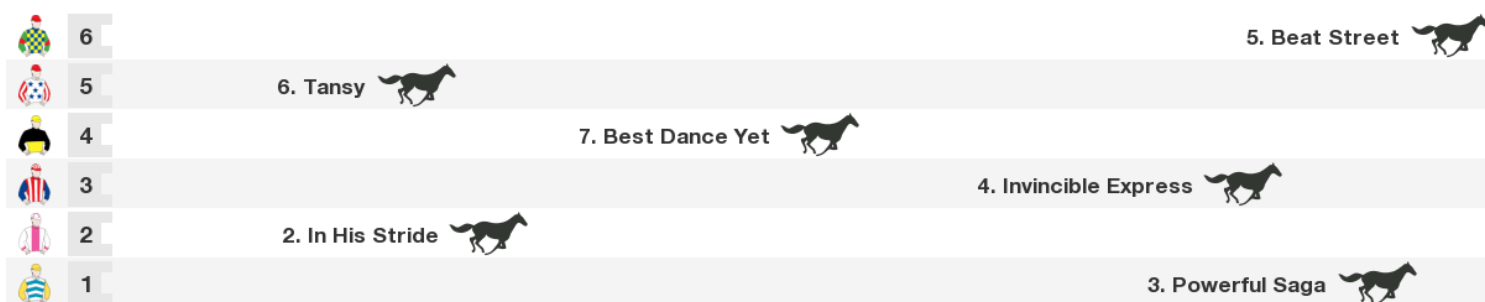 6 5. Beat Street
5 6. Tansy
4 7. Best Dance Yet
3 4. Invincible Express
2 2. In His Stride
1 3. Powerful Saga